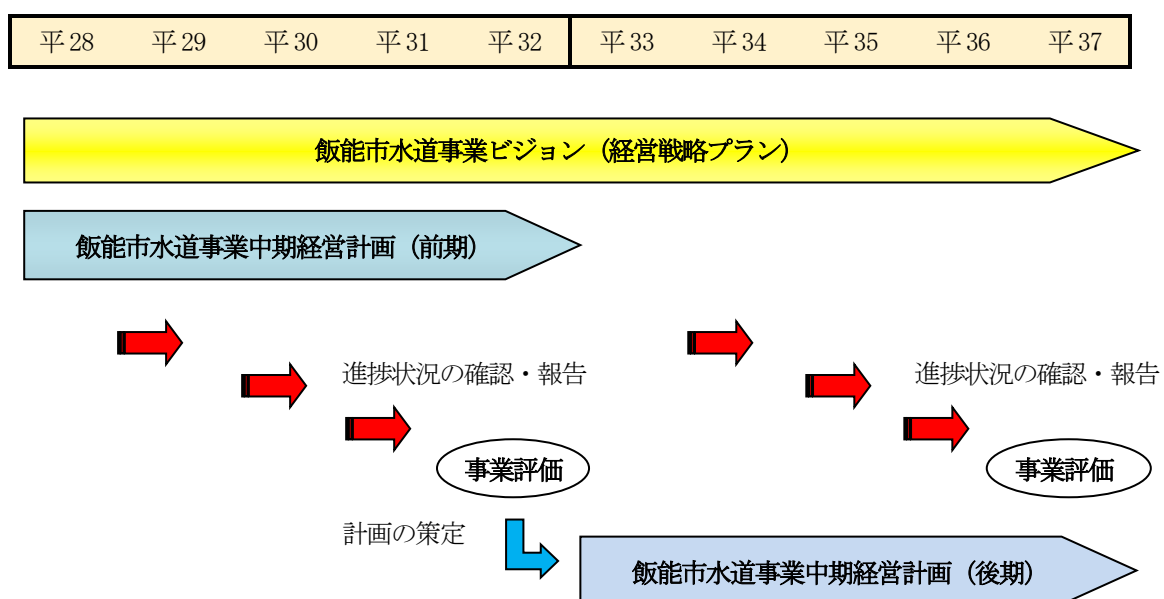 平28 平29 平30 平31 平32 平33 平34 平35 平36 平37
飯能市水道事業ビジョン（経営戦略プラン）
飯能市水道事業中期経営計画（前期）
進捗状況の確認・報告 進捗状況の確認・報告
事業評価 事業評価
計画の策定
飯能市水道事業中期経営計画（後期）